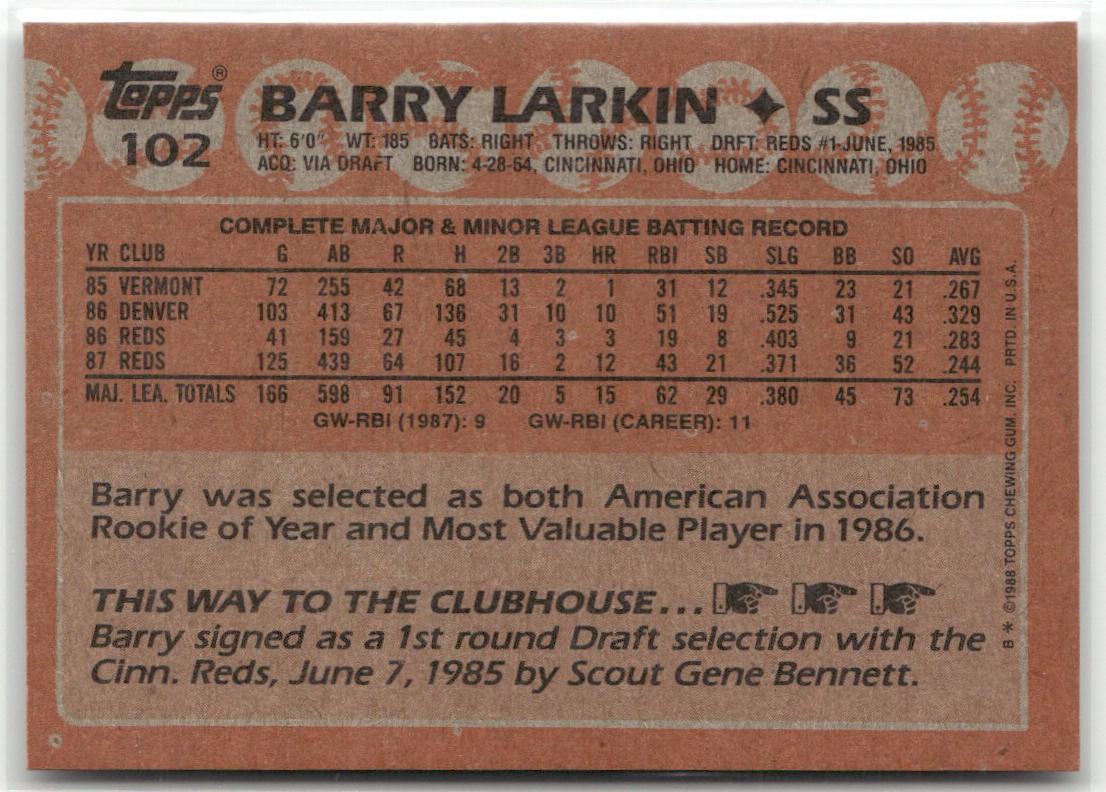 Topps®
102
BARRY LARKIN ✦ SS
HT: 6'0" WT: 185 BATS: RIGHT THROWS: RIGHT DRFT: REDS #1-JUNE, 1985
ACQ: VIA DRAFT BORN: 4-28-64, CINCINNATI, OHIO HOME: CINCINNATI, OHIO
COMPLETE MAJOR & MINOR LEAGUE BATTING RECORD
YR CLUB G AB R H 2B 3B HR RBI SB SLG BB SO AVG
85 VERMONT 72 255 42 68 13 2 1 31 12 .345 23 21 .267
86 DENVER 103 413 67 136 31 10 10 51 19 .525 31 43 .329
86 REDS 41 159 27 45 4 3 3 19 8 .403 9 21 .283
87 REDS 125 439 64 107 16 2 12 43 21 .371 36 52 .244
MAJ. LEA. TOTALS 166 598 91 152 20 5 15 62 29 .380 45 73 .254
GW-RBI (1987): 9 GW-RBI (CAREER): 11
Barry was selected as both American Association
Rookie of Year and Most Valuable Player in 1986.
THIS WAY TO THE CLUBHOUSE...
Barry signed as a 1st round Draft selection with the
Cinn. Reds, June 7, 1985 by Scout Gene Bennett.
B * ©1988 TOPPS CHEWING GUM, INC. PRTD. IN U.S.A.